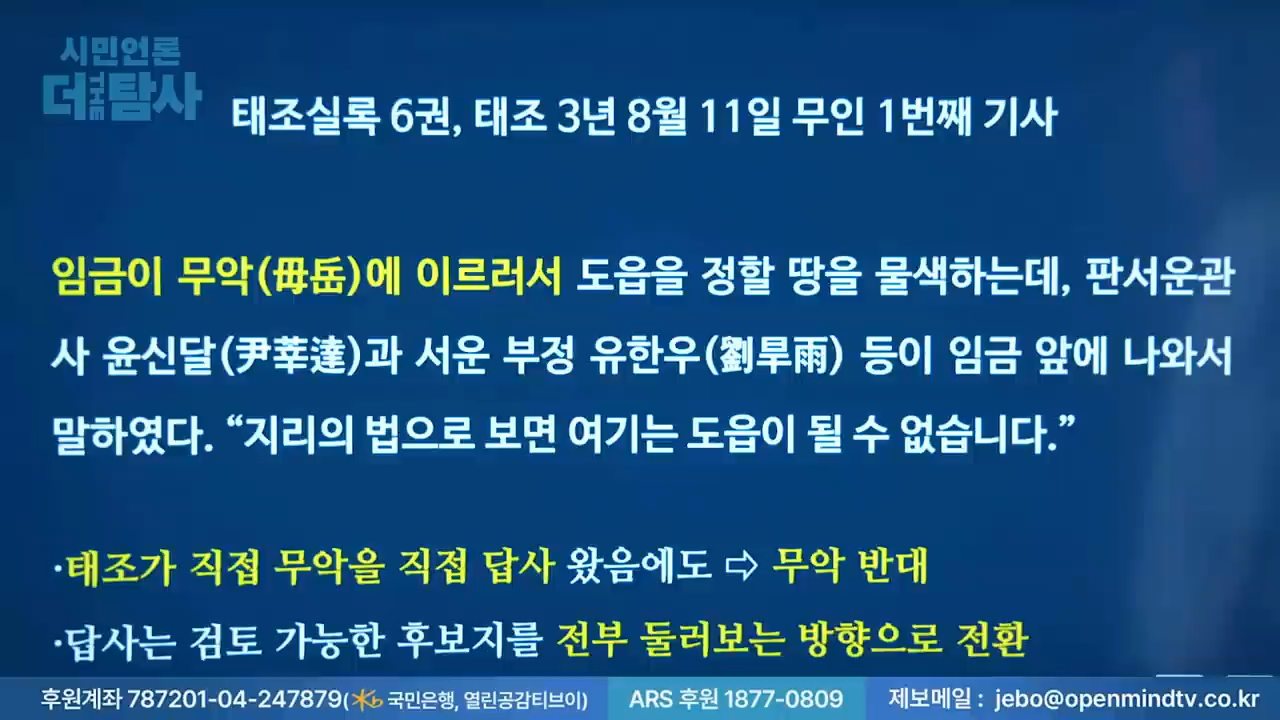 시민언론
더탐사
태조실록 6권, 태조 3년 8월 11일 무인 1번째 기사
임금이 무악(毋岳)에 이르러서 도읍을 정할 땅을 물색하는데, 판서운관
사 윤신달(尹莘達)과 서운 부정 유한우(劉旱雨) 등이 임금 앞에 나와서
말하였다. “지리의 법으로 보면 여기는 도읍이 될 수 없습니다.”
·태조가 직접 무악을 직접 답사 왔음에도 ⇨ 무악 반대
·답사는 검토 가능한 후보지를 전부 둘러보는 방향으로 전환
후원계좌 787201-04-247879(KB 국민은행, 열린공감티브이) ARS 후원 1877-0809 제보메일 : jebo@openmindtv.co.kr